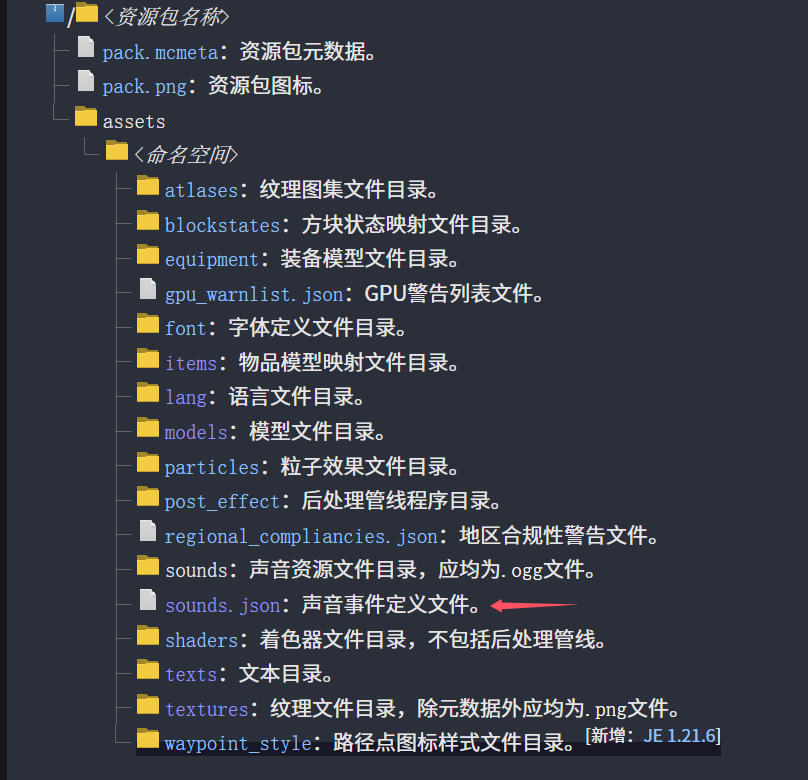 /<资源包名称>
pack.mcmeta：资源包元数据。
pack.png：资源包图标。
assets
<命名空间>
atlases：纹理图集文件目录。
blockstates：方块状态映射文件目录。
equipment：装备模型文件目录。
gpu_warnlist.json：GPU警告列表文件。
font：字体定义文件目录。
items：物品模型映射文件目录。
lang：语言文件目录。
models：模型文件目录。
particles：粒子效果文件目录。
post_effect：后处理管线程序目录。
regional_compliancies.json：地区合规性警告文件。
sounds：声音资源文件目录，应均为.ogg文件。
sounds.json：声音事件定义文件。
shaders：着色器文件目录，不包括后处理管线。
texts：文本目录。
textures：纹理文件目录，除元数据外应均为.png文件。
waypoint_style：路径点图标样式文件目录。[新增：JE 1.21.6]